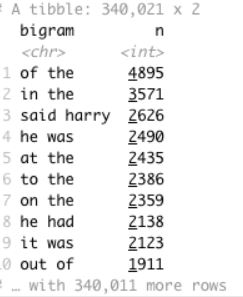 # A tibble: 340,021 x 2
bigram n
<chr> <int>
1 of the 4895
2 in the 3571
3 said harry 2626
4 he was 2490
5 at the 2435
6 to the 2386
7 on the 2359
8 he had 2138
9 it was 2123
0 out of 1911
# … with 340,011 more rows